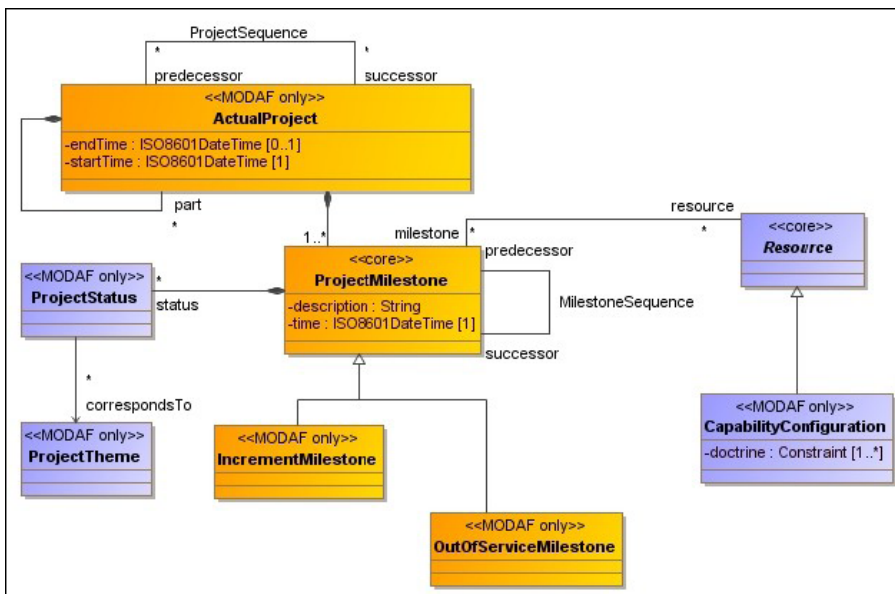 ProjectSequence
* *
predecessor successor
<<MODAF only>>
ActualProject
-endTime : ISO8601DateTime [0..1]
-startTime : ISO8601DateTime [1]
part
*
1..*
milestone
*
resource
*
<<core>>
Resource
<<core>>
ProjectMilestone
-description : String
-time : ISO8601DateTime [1]
predecessor
MilestoneSequence
successor
<<MODAF only>>
ProjectStatus
*
status
*
correspondsTo
<<MODAF only>>
ProjectTheme
<<MODAF only>>
IncrementMilestone
<<MODAF only>>
CapabilityConfiguration
-doctrine : Constraint [1..*]
<<MODAF only>>
OutOfServiceMilestone